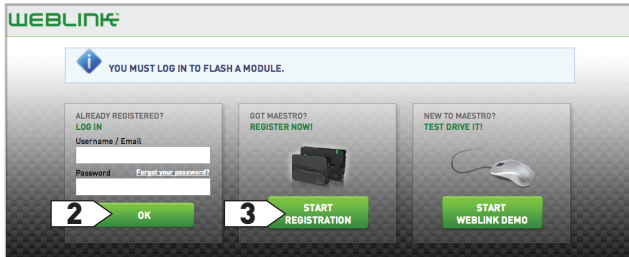 WEBLINK
YOU MUST LOG IN TO FLASH A MODULE.
ALREADY REGISTERED?
LOG IN
Username / Email
Password Forgot your password?
2 OK
GOT MAESTRO?
REGISTER NOW!
3 START
REGISTRATION
NEW TO MAESTRO?
TEST DRIVE IT!
START
WEBLINK DEMO